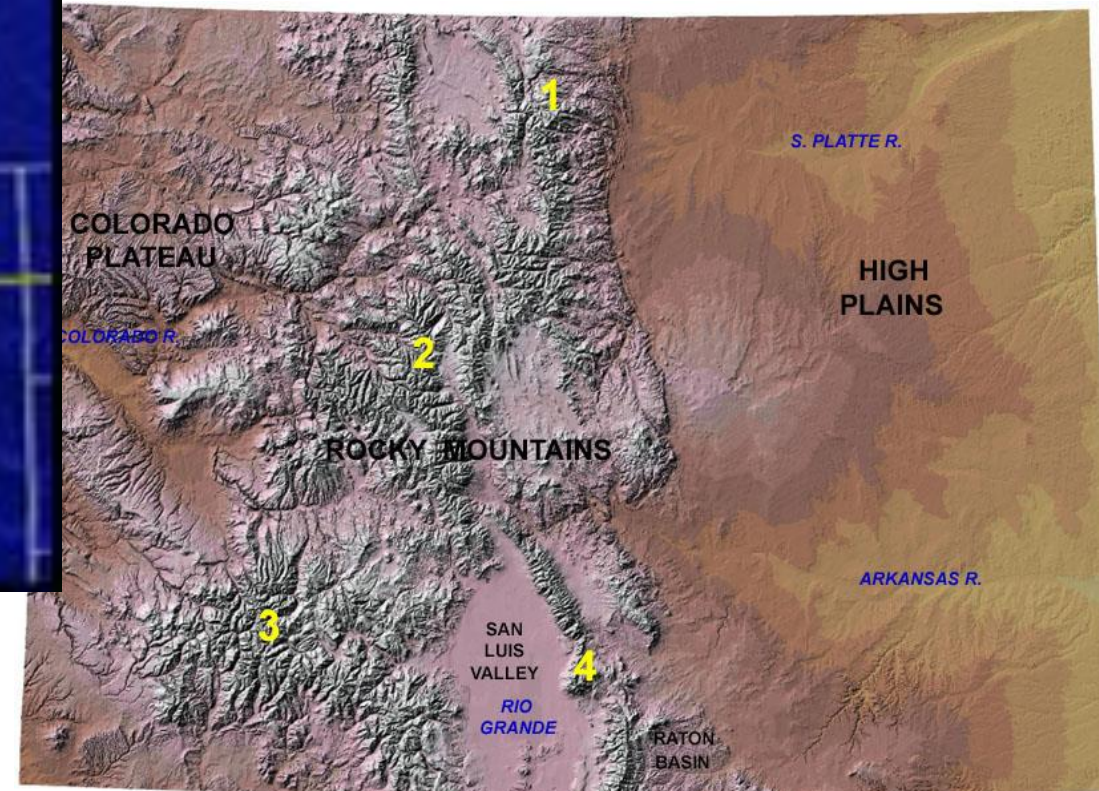 1
S. PLATTE R.
COLORADO
PLATEAU
HIGH
PLAINS
COLORADO R.
2
ROCKY MOUNTAINS
ARKANSAS R.
3
SAN
LUIS
VALLEY
4
RIO
GRANDE
RATON
BASIN